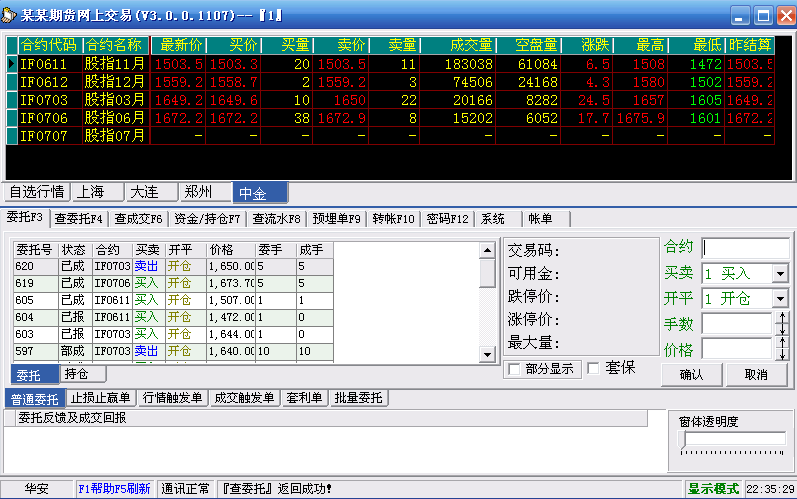 某某期货网上交易(V3.0.0.1107)--『1』
合约代码 合约名称 最新价 买价 买量 卖价 卖量 成交量 空盘量 涨跌 最高 最低 昨结算
IF0611 股指11月 1503.5 1503.3 20 1503.5 11 183038 61084 6.5 1508 1472 1503.5
IF0612 股指12月 1559.2 1558.7 2 1559.2 3 74506 24168 4.3 1580 1502 1559.2
IF0703 股指03月 1649.2 1649.6 10 1650 22 20166 8282 24.5 1657 1605 1649.2
IF0706 股指06月 1672.2 1672.2 38 1672.9 8 15202 6052 17.7 1675.9 1601 1672.2
IF0707 股指07月 – – – – – – – – – – –
自选行情 上海 大连 郑州 中金
委托F3 查委托F4 查成交F6 资金/持仓F7 查流水F8 预埋单F9 转帐F10 密码F12 系统 帐单
委托号 状态 合约 买卖 开平 价格 委手 成手
620 已成 IF0703 卖出 开仓 1,650.00 5 5
619 已成 IF0706 买入 开仓 1,673.70 5 5
605 已成 IF0611 买入 开仓 1,507.00 1 1
604 已报 IF0611 买入 开仓 1,472.00 1 0
603 已报 IF0703 买入 开仓 1,644.00 1 0
597 部成 IF0703 卖出 开仓 1,640.00 10 10
委托 持仓
交易码:
可用金:
跌停价:
涨停价:
最大量:
部分显示 套保
合约
买卖 1 买入
开平 1 开仓
手数
价格
确认 取消
普通委托 止损止赢单 行情触发单 成交触发单 套利单 批量委托
委托反馈及成交回报
窗体透明度
华安 F1帮助F5刷新 通讯正常 『查委托』返回成功! 显示模式 22:35:29